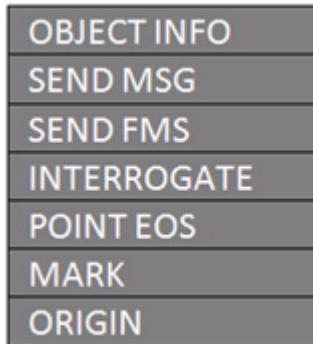 OBJECT INFO
SEND MSG
SEND FMS
INTERROGATE
POINT EOS
MARK
ORIGIN